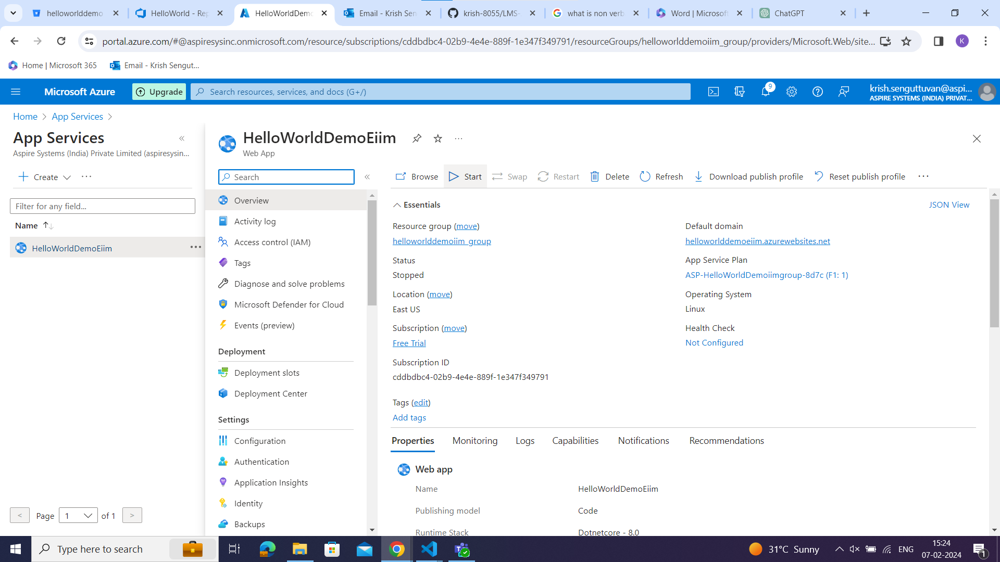 helloworlddemo
HelloWorld - Rep
HelloWorldDemo
Email - Krish Sen
krish-8055/LMS-
what is non verb
Word | Microsoft
ChatGPT
portal.azure.com/#@aspiresysinc.onmicrosoft.com/resource/subscriptions/cddbdbc4-02b9-4e4e-889f-1e347f349791/resourceGroups/helloworlddemoiim_group/providers/Microsoft.Web/site...
K
Home | Microsoft 365
Email - Krish Sengut...
Microsoft Azure
Upgrade
Search resources, services, and docs (G+/)
9
krish.senguttuvan@aspi...
ASPIRE SYSTEMS (INDIA) PRIVAT...
Home
App Services
App Services
Aspire Systems (India) Private Limited (aspiresysin...
Create
Filter for any field...
Name
HelloWorldDemoEiim
Page
1
of 1
HelloWorldDemoEiim
Web App
Search
Overview
Activity log
Access control (IAM)
Tags
Diagnose and solve problems
Microsoft Defender for Cloud
Events (preview)
Deployment
Deployment slots
Deployment Center
Settings
Configuration
Authentication
Application Insights
Identity
Backups
Browse
Start
Swap
Restart
Delete
Refresh
Download publish profile
Reset publish profile
Essentials
JSON View
Resource group (move)
helloworlddemoiim_group
Status
Stopped
Location (move)
East US
Subscription (move)
Free Trial
Subscription ID
cddbdbc4-02b9-4e4e-889f-1e347f349791
Default domain
helloworlddemoeiim.azurewebsites.net
App Service Plan
ASP-HelloWorldDemoiimgroup-8d7c (F1: 1)
Operating System
Linux
Health Check
Not Configured
Tags (edit)
Add tags
Properties
Monitoring
Logs
Capabilities
Notifications
Recommendations
Web app
Name
HelloWorldDemoEiim
Publishing model
Code
Runtime Stack
Dotnetcore - 8.0
Type here to search
31°C Sunny
ENG
15:24
07-02-2024
1